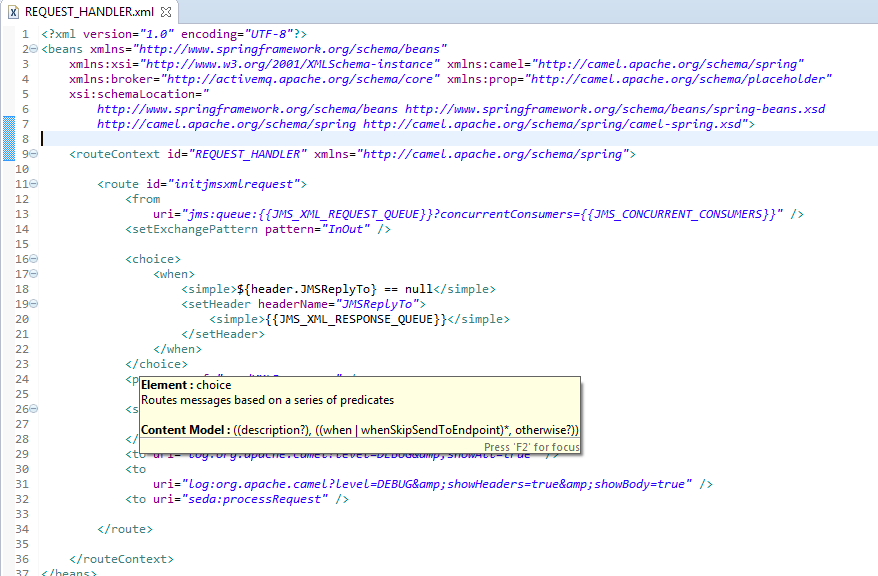 REQUEST_HANDLER.xml
1 <?xml version="1.0" encoding="UTF-8"?>
2 <beans xmlns="http://www.springframework.org/schema/beans"
3 xmlns:xsi="http://www.w3.org/2001/XMLSchema-instance" xmlns:camel="http://camel.apache.org/schema/spring"
4 xmlns:broker="http://activemq.apache.org/schema/core" xmlns:prop="http://camel.apache.org/schema/placeholder"
5 xsi:schemaLocation="
6 http://www.springframework.org/schema/beans http://www.springframework.org/schema/beans/spring-beans.xsd
7 http://camel.apache.org/schema/spring http://camel.apache.org/schema/spring/camel-spring.xsd">
8
9 <routeContext id="REQUEST_HANDLER" xmlns="http://camel.apache.org/schema/spring">
10
11 <route id="initjmsxmlrequest">
12 <from
13 uri="jms:queue:{{JMS_XML_REQUEST_QUEUE}}?concurrentConsumers={{JMS_CONCURRENT_CONSUMERS}}" />
14 <setExchangePattern pattern="InOut" />
15
16 <choice>
17 <when>
18 <simple>${header.JMSReplyTo} == null</simple>
19 <setHeader headerName="JMSReplyTo">
20 <simple>{{JMS_XML_RESPONSE_QUEUE}}</simple>
21 </setHeader>
22 </when>
23 </choice>
24 <p
25
26 <s
27
28 </
29 <to uri="log:org.apache.camel?level=DEBUG&amp;showAll=true" />
30 <to
31 uri="log:org.apache.camel?level=DEBUG&amp;showHeaders=true&amp;showBody=true" />
32 <to uri="seda:processRequest" />
33
34 </route>
35
36 </routeContext>
37 </beans>
Element : choice
Routes messages based on a series of predicates
Content Model : ((description?), ((when | whenSkipSendToEndpoint)*, otherwise?))
Press 'F2' for focus